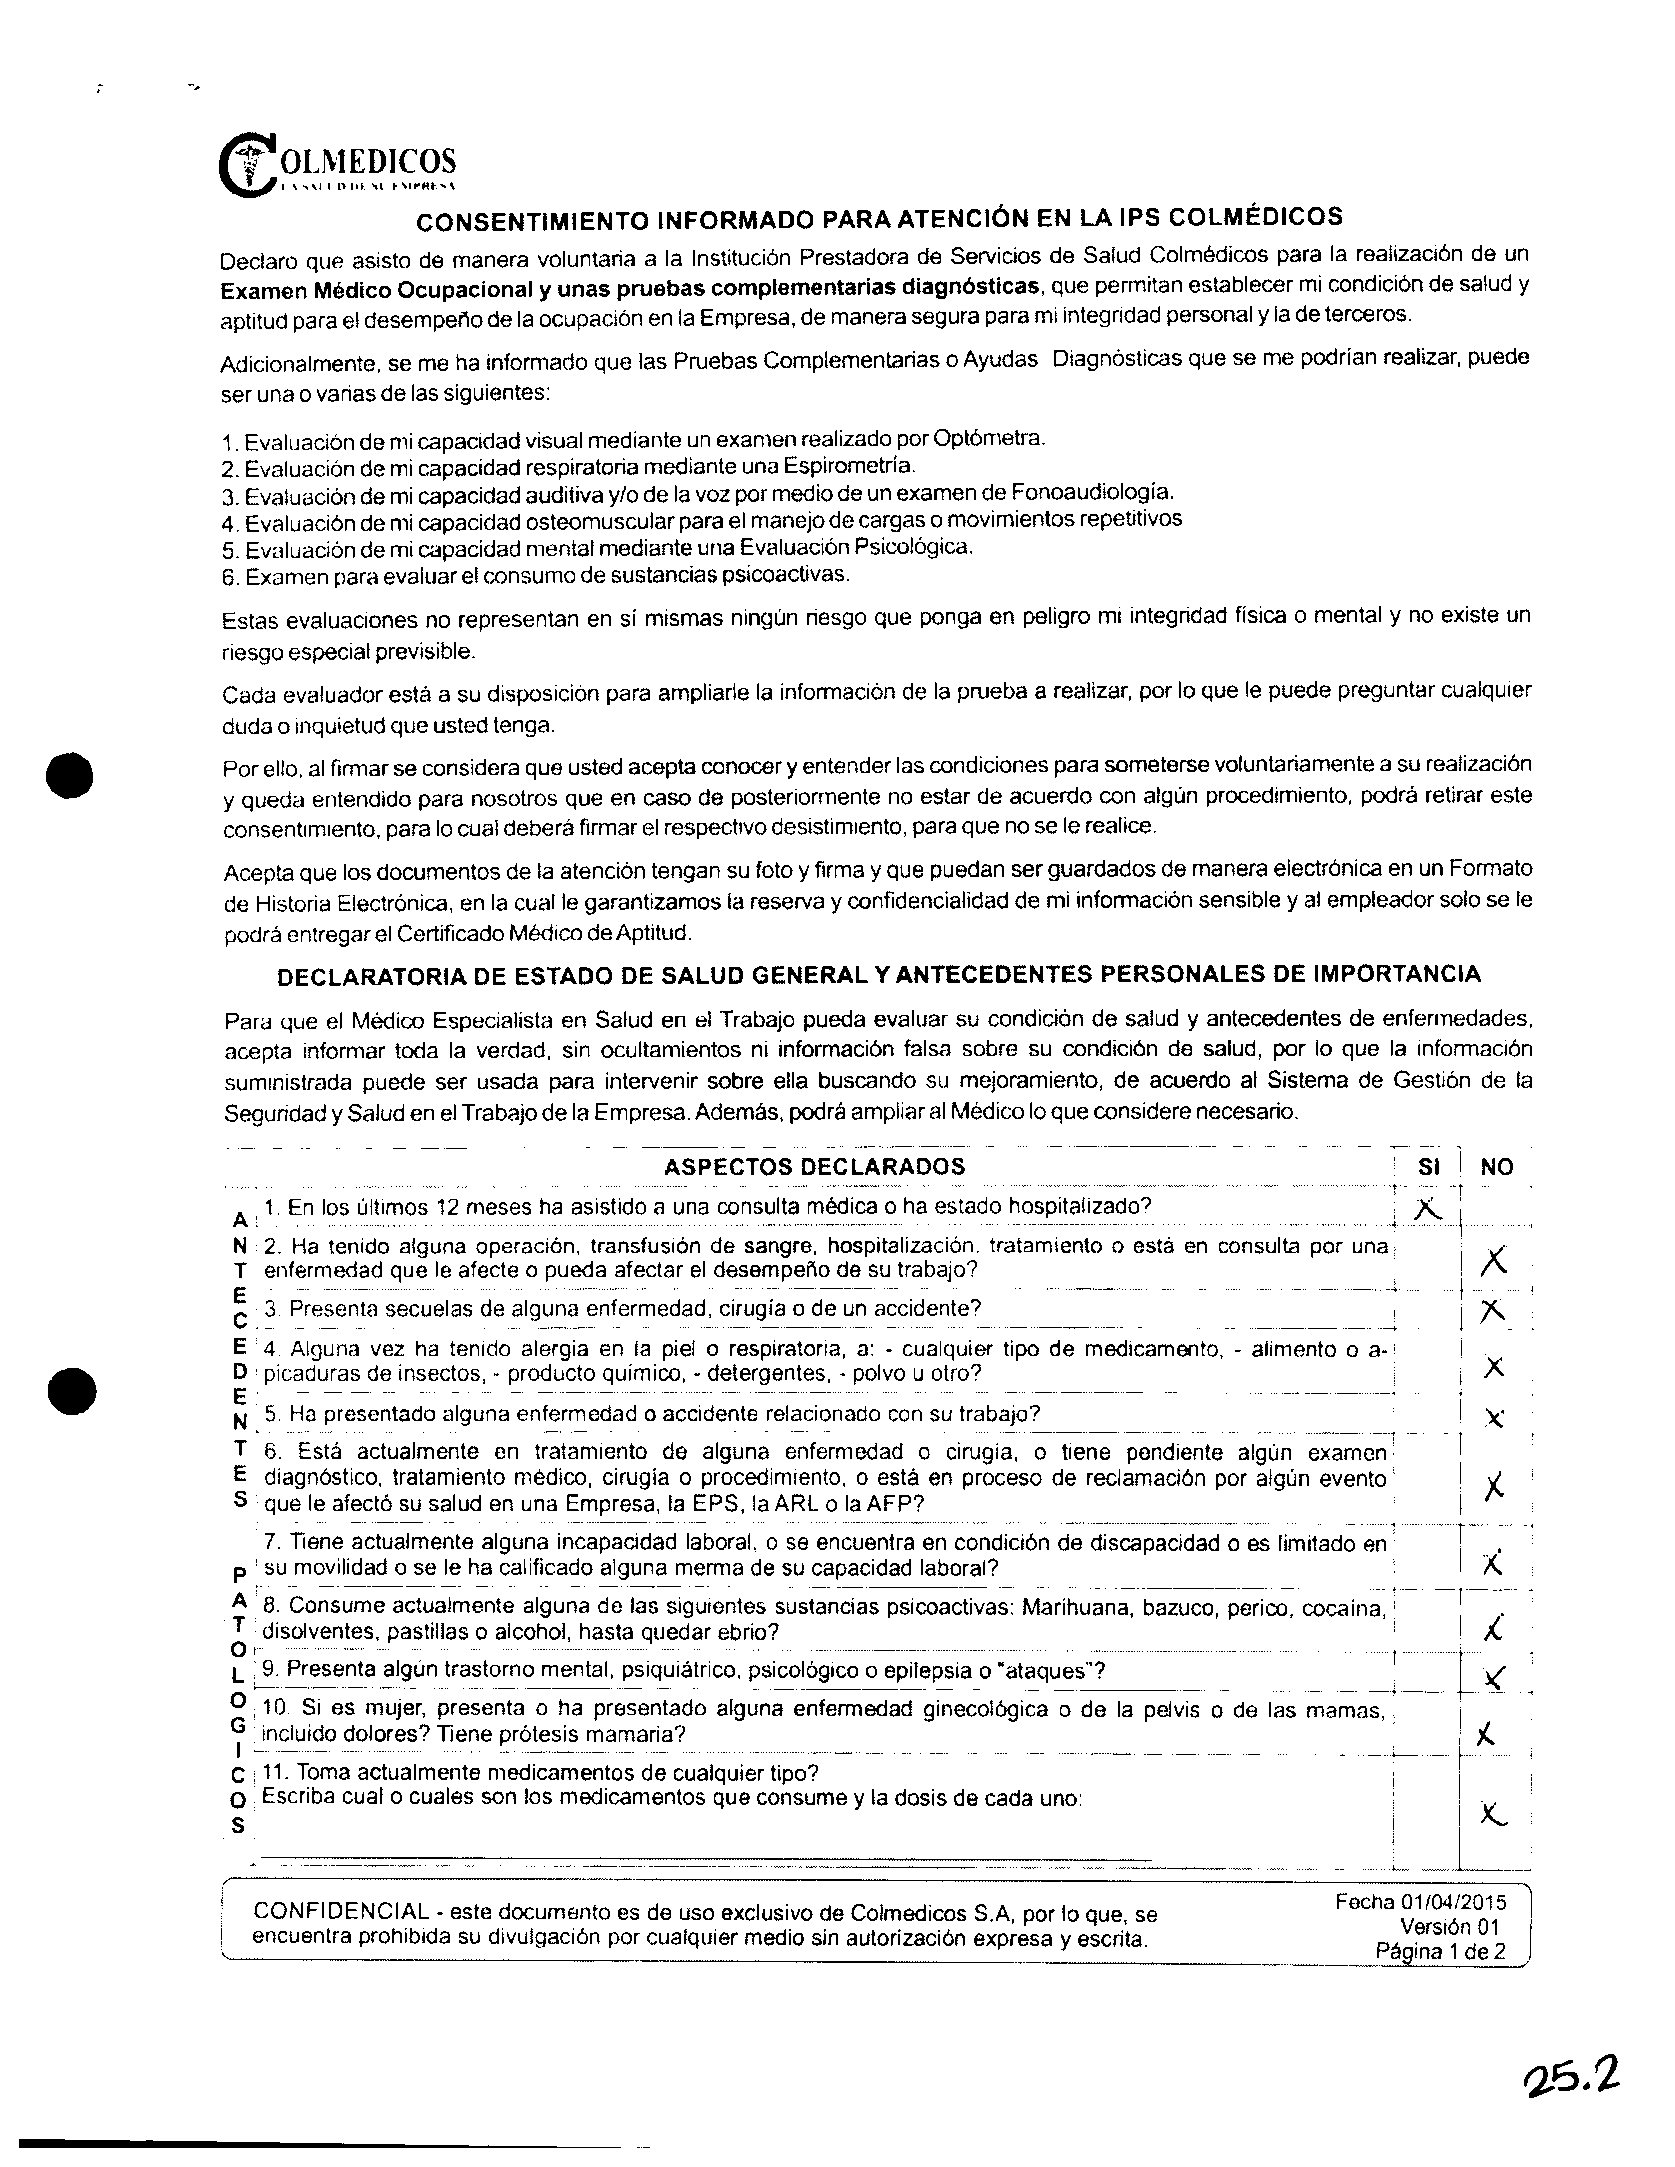 COLMEDICOS
LA SALUD DE SU EMPRESA
CONSENTIMIENTO INFORMADO PARA ATENCIÓN EN LA IPS COLMÉDICOS
Declaro que asisto de manera voluntaria a la Institución Prestadora de Servicios de Salud Colmédicos para la realización de un
Examen Médico Ocupacional y unas pruebas complementarias diagnósticas, que permitan establecer mi condición de salud y
aptitud para el desempeño de la ocupación en la Empresa, de manera segura para mi integridad personal y la de terceros.
Adicionalmente, se me ha informado que las Pruebas Complementarias o Ayudas Diagnósticas que se me podrían realizar, puede
ser una o varias de las siguientes:
1. Evaluación de mi capacidad visual mediante un examen realizado por Optómetra.
2. Evaluación de mi capacidad respiratoria mediante una Espirometría.
3. Evaluación de mi capacidad auditiva y/o de la voz por medio de un examen de Fonoaudiología.
4. Evaluación de mi capacidad osteomuscular para el manejo de cargas o movimientos repetitivos
5. Evaluación de mi capacidad mental mediante una Evaluación Psicológica.
6. Examen para evaluar el consumo de sustancias psicoactivas.
Estas evaluaciones no representan en sí mismas ningún riesgo que ponga en peligro mi integridad física o mental y no existe un
riesgo especial previsible.
Cada evaluador está a su disposición para ampliarle la información de la prueba a realizar, por lo que le puede preguntar cualquier
duda o inquietud que usted tenga.
Por ello, al firmar se considera que usted acepta conocer y entender las condiciones para someterse voluntariamente a su realización
y queda entendido para nosotros que en caso de posteriormente no estar de acuerdo con algún procedimiento, podrá retirar este
consentimiento, para lo cual deberá firmar el respectivo desistimiento, para que no se le realice.
Acepta que los documentos de la atención tengan su foto y firma y que puedan ser guardados de manera electrónica en un Formato
de Historia Electrónica, en la cual le garantizamos la reserva y confidencialidad de mi información sensible y al empleador solo se le
podrá entregar el Certificado Médico de Aptitud.
DECLARATORIA DE ESTADO DE SALUD GENERAL Y ANTECEDENTES PERSONALES DE IMPORTANCIA
Para que el Médico Especialista en Salud en el Trabajo pueda evaluar su condición de salud y antecedentes de enfermedades,
acepta informar toda la verdad, sin ocultamientos ni información falsa sobre su condición de salud, por lo que la información
suministrada puede ser usada para intervenir sobre ella buscando su mejoramiento, de acuerdo al Sistema de Gestión de la
Seguridad y Salud en el Trabajo de la Empresa. Además, podrá ampliar al Médico lo que considere necesario.
ASPECTOS DECLARADOS SI NO
ANTECEDENTES PATOLOGICOS
1. En los últimos 12 meses ha asistido a una consulta médica o ha estado hospitalizado? X
2. Ha tenido alguna operación, transfusión de sangre, hospitalización, tratamiento o está en consulta por una
enfermedad que le afecte o pueda afectar el desempeño de su trabajo? X
3. Presenta secuelas de alguna enfermedad, cirugía o de un accidente? X
4. Alguna vez ha tenido alergia en la piel o respiratoria, a: - cualquier tipo de medicamento, - alimento o a-
picaduras de insectos, - producto químico, - detergentes, - polvo u otro? X
5. Ha presentado alguna enfermedad o accidente relacionado con su trabajo? X
6. Está actualmente en tratamiento de alguna enfermedad o cirugía, o tiene pendiente algún examen
diagnóstico, tratamiento médico, cirugía o procedimiento, o está en proceso de reclamación por algún evento
que le afectó su salud en una Empresa, la EPS, la ARL o la AFP? X
7. Tiene actualmente alguna incapacidad laboral, o se encuentra en condición de discapacidad o es limitado en
su movilidad o se le ha calificado alguna merma de su capacidad laboral? X
8. Consume actualmente alguna de las siguientes sustancias psicoactivas: Marihuana, bazuco, perico, cocaina,
disolventes, pastillas o alcohol, hasta quedar ebrio? X
9. Presenta algún trastorno mental, psiquiátrico, psicológico o epilepsia o "ataques"? X
10. Si es mujer, presenta o ha presentado alguna enfermedad ginecológica o de la pelvis o de las mamas,
incluido dolores? Tiene prótesis mamaria? X
11. Toma actualmente medicamentos de cualquier tipo?
Escriba cual o cuales son los medicamentos que consume y la dosis de cada uno: X
CONFIDENCIAL - este documento es de uso exclusivo de Colmedicos S.A, por lo que, se
encuentra prohibida su divulgación por cualquier medio sin autorización expresa y escrita.
Fecha 01/04/2015
Versión 01
Página 1 de 2
25.2